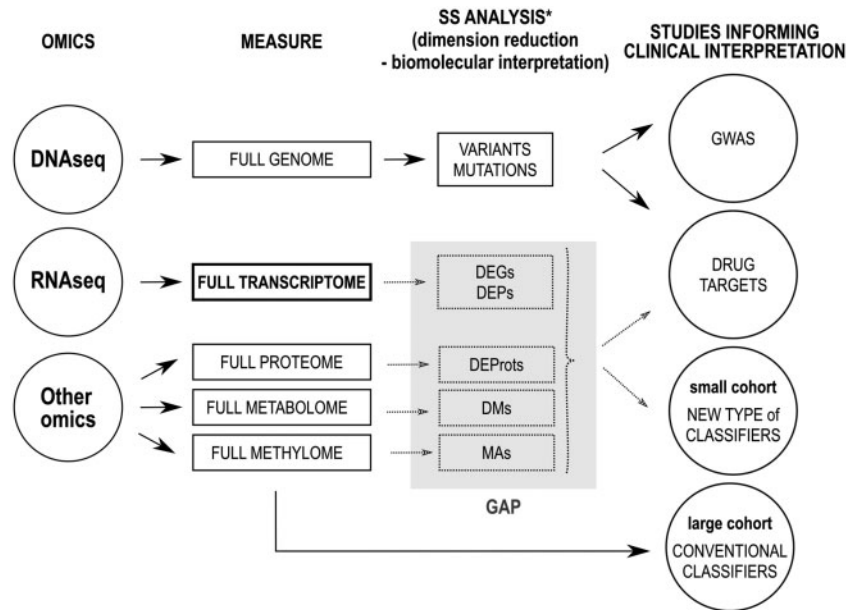 OMICS
MEASURE
SS ANALYSIS*
(dimension reduction
- biomolecular interpretation)
STUDIES INFORMING
CLINICAL INTERPRETATION
DNAseq
FULL GENOME
VARIANTS
MUTATIONS
GWAS
RNAseq
FULL TRANSCRIPTOME
DEGs
DEPs
DRUG
TARGETS
Other
omics
FULL PROTEOME
FULL METABOLOME
FULL METHYLOME
DEProts
DMs
MAs
GAP
small cohort
NEW TYPE of
CLASSIFIERS
large cohort
CONVENTIONAL
CLASSIFIERS